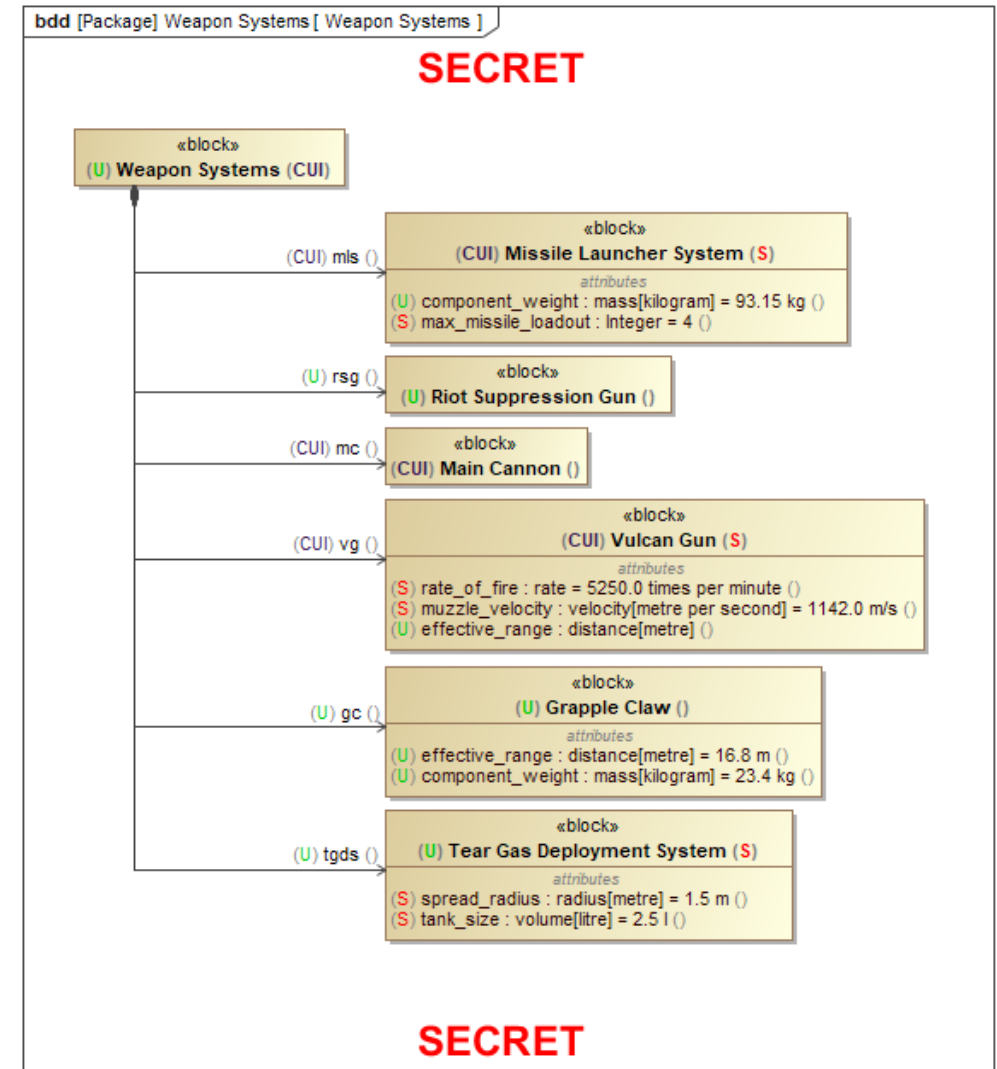 bdd [Package] Weapon Systems [ Weapon Systems ]
SECRET
«block»
(U) Weapon Systems (CUI)
(CUI) mls ()
«block»
(CUI) Missile Launcher System (S)
attributes
(U) component_weight : mass[kilogram] = 93.15 kg ()
(S) max_missile_loadout : Integer = 4 ()
(U) rsg ()
«block»
(U) Riot Suppression Gun ()
(CUI) mc ()
«block»
(CUI) Main Cannon ()
(CUI) vg ()
«block»
(CUI) Vulcan Gun (S)
attributes
(S) rate_of_fire : rate = 5250.0 times per minute ()
(S) muzzle_velocity : velocity[metre per second] = 1142.0 m/s ()
(U) effective_range : distance[metre] ()
(U) gc ()
«block»
(U) Grapple Claw ()
attributes
(U) effective_range : distance[metre] = 16.8 m ()
(U) component_weight : mass[kilogram] = 23.4 kg ()
(U) tgds ()
«block»
(U) Tear Gas Deployment System (S)
attributes
(S) spread_radius : radius[metre] = 1.5 m ()
(S) tank_size : volume[litre] = 2.5 l ()
SECRET